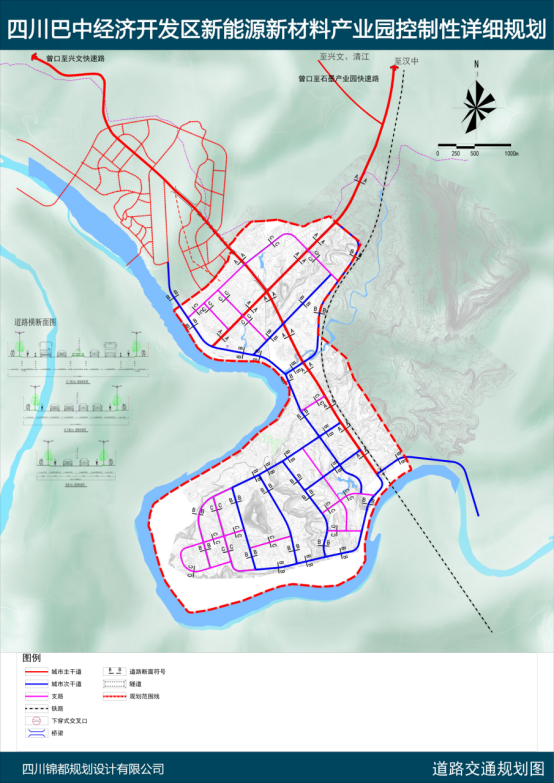 四川巴中经济开发区新能源新材料产业园控制性详细规划
曾口至兴文快速路
至兴文、清江
至汉中
曾口至石垩产业园快速路
N
0 250 500 1000m
道路横断面图
图例
城市主干道
B B 道路断面符号
城市次干道
隧道
支路
规划范围线
铁路
下穿式交叉口
桥梁
四川锦都规划设计有限公司
道路交通规划图